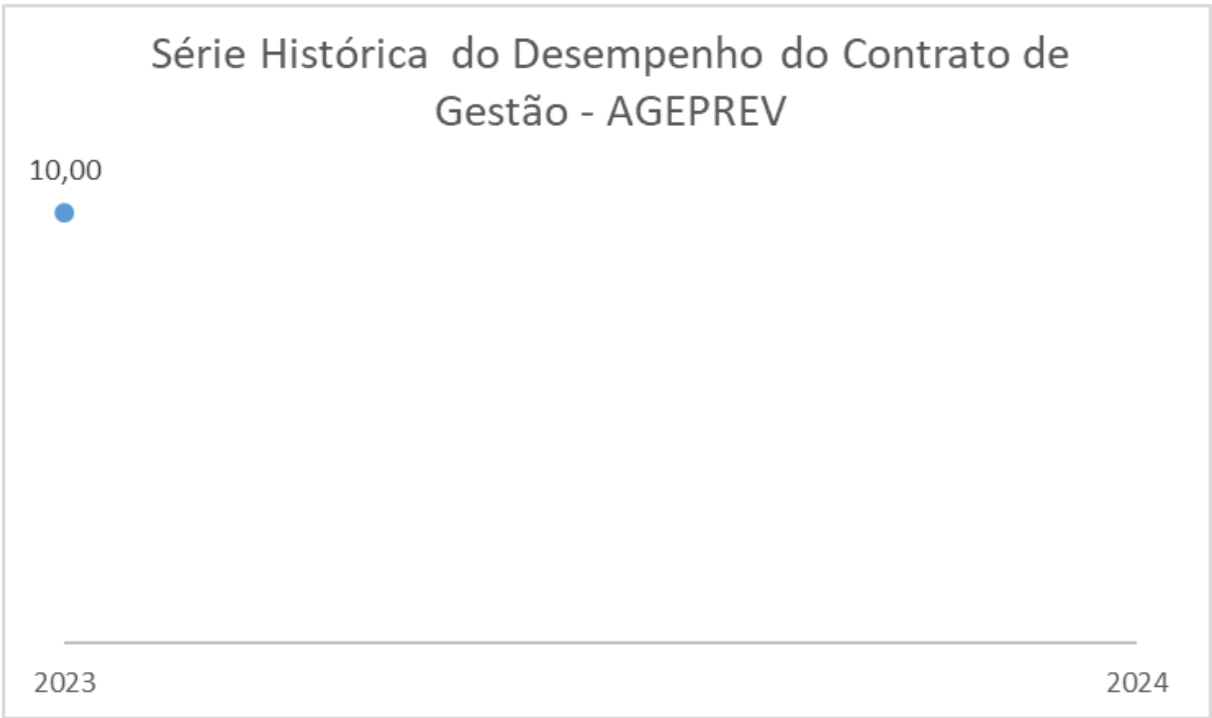 Série Histórica do Desempenho do Contrato de
Gestão - AGEPREV
10,00
2023
2024